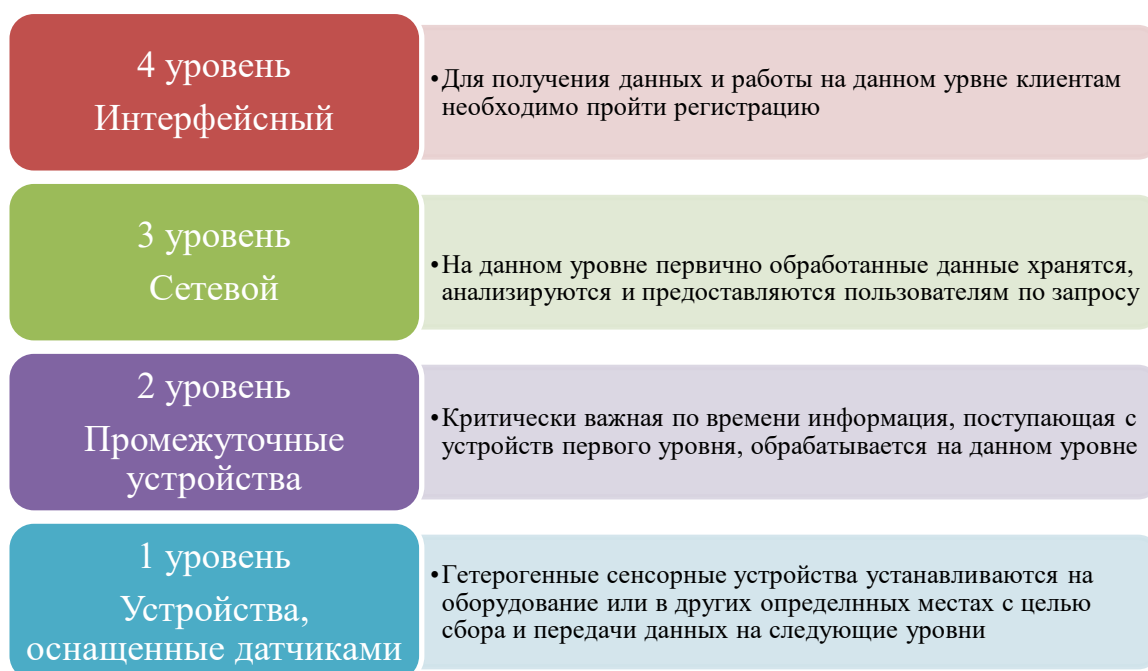 4 уровень
Интерфейсный
•Для получения данных и работы на данном урвне клиентам
необходимо пройти регистрацию
3 уровень
Сетевой
•На данном уровне первично обработанные данные хранятся,
анализируются и предоставляются пользователям по запросу
2 уровень
Промежуточные
устройства
•Критически важная по времени информация, поступающая с
устройств первого уровня, обрабатывается на данном уровне
1 уровень
Устройства,
оснащенные датчиками
•Гетерогенные сенсорные устройства устанавливаются на
оборудование или в других определнных местах с целью
сбора и передачи данных на следующие уровни